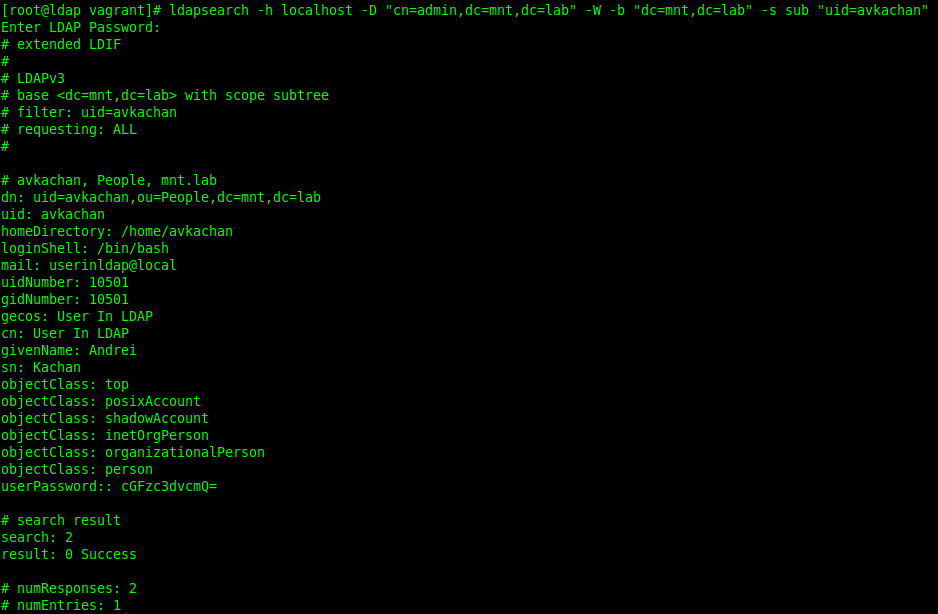 [root@ldap vagrant]# ldapsearch -h localhost -D "cn=admin,dc=mnt,dc=lab" -W -b "dc=mnt,dc=lab" -s sub "uid=avkachan"
Enter LDAP Password:
# extended LDIF
#
# LDAPv3
# base <dc=mnt,dc=lab> with scope subtree
# filter: uid=avkachan
# requesting: ALL
#

# avkachan, People, mnt.lab
dn: uid=avkachan,ou=People,dc=mnt,dc=lab
uid: avkachan
homeDirectory: /home/avkachan
loginShell: /bin/bash
mail: userinldap@local
uidNumber: 10501
gidNumber: 10501
gecos: User In LDAP
cn: User In LDAP
givenName: Andrei
sn: Kachan
objectClass: top
objectClass: posixAccount
objectClass: shadowAccount
objectClass: inetOrgPerson
objectClass: organizationalPerson
objectClass: person
userPassword:: cGFzc3dvcmQ=

# search result
search: 2
result: 0 Success

# numResponses: 2
# numEntries: 1